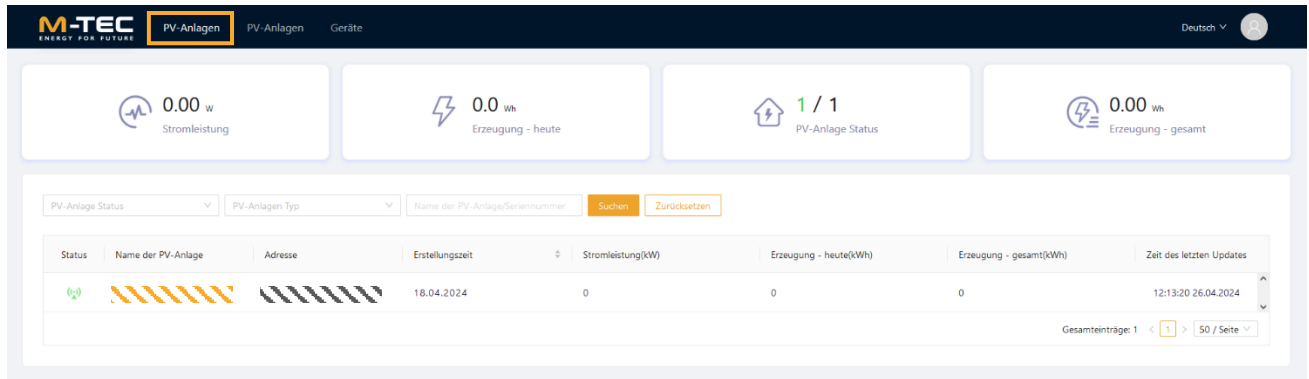 M-TEC PV-Anlagen PV-Anlagen Geräte Deutsch
ENERGY FOR FUTURE
0.00 W
Stromleistung
0.0 Wh
Erzeugung - heute
1 / 1
PV-Anlage Status
0.00 Wh
Erzeugung - gesamt
PV-Anlage Status PV-Anlagen Typ Name der PV-Anlage/Seriennummer Suchen Zurücksetzen
Status Name der PV-Anlage Adresse Erstellungszeit Stromleistung(kW) Erzeugung - heute(kWh) Erzeugung - gesamt(kWh) Zeit des letzten Updates
18.04.2024 0 0 0 12:13:20 26.04.2024
Gesamteinträge: 1 < 1 > 50 / Seite